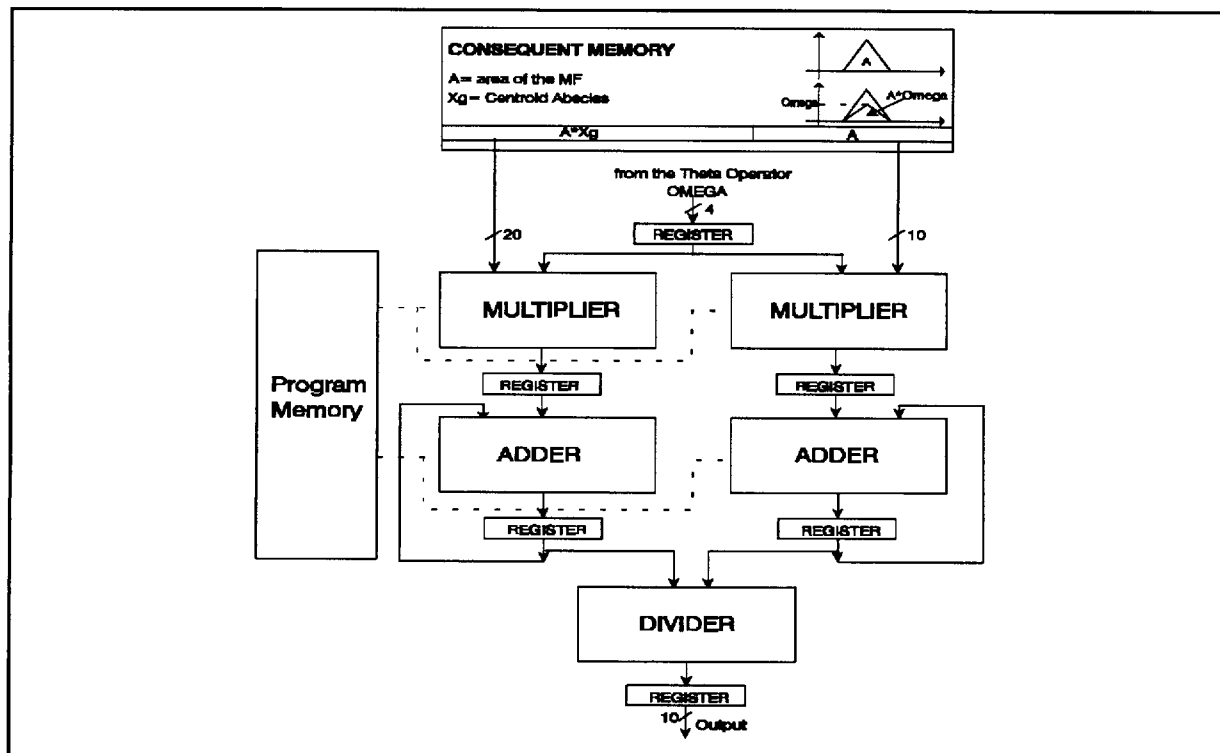 CONSEQUENT MEMORY
A= area of the MF
Xg= Centroid Abscies
A
Omega
A*Omega
A*Xg
A
from the Theta Operator
OMEGA
4
REGISTER
20
10
MULTIPLIER
MULTIPLIER
Program
Memory
REGISTER
REGISTER
ADDER
ADDER
REGISTER
REGISTER
DIVIDER
REGISTER
10
Output